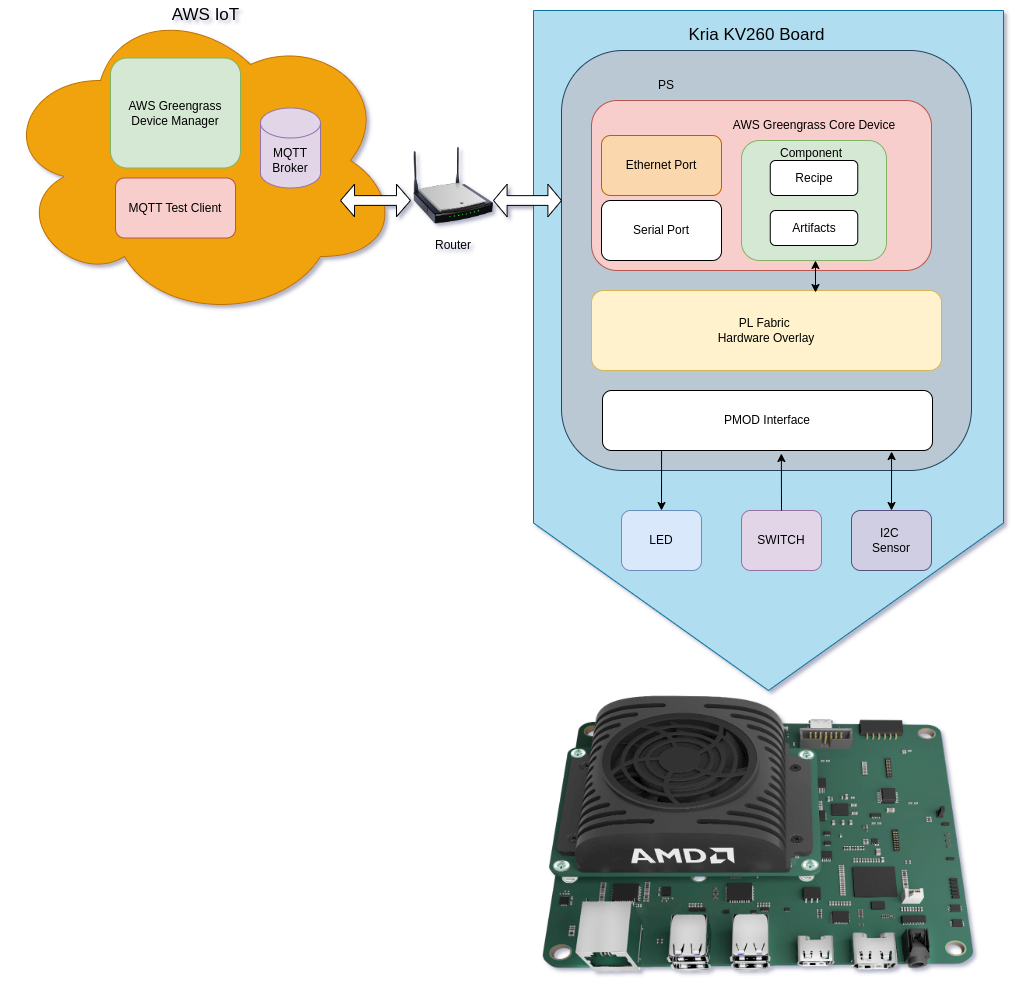 AWS IoT
AWS Greengrass
Device Manager
MQTT
Broker
MQTT Test Client
Router
Kria KV260 Board
PS
AWS Greengrass Core Device
Ethernet Port
Serial Port
Component
Recipe
Artifacts
PL Fabric
Hardware Overlay
PMOD Interface
LED
SWITCH
I2C
Sensor
AMD